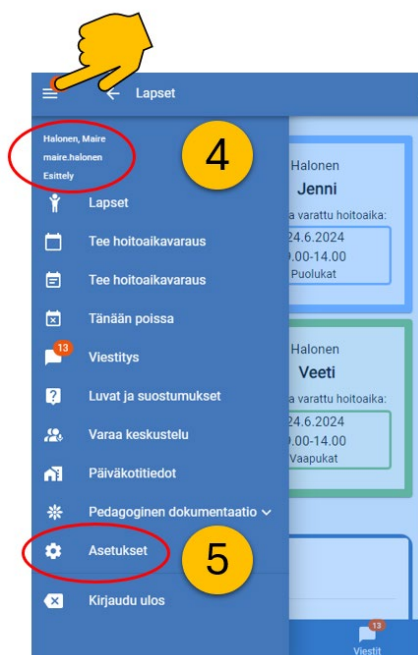 Lapset
Halonen, Maire
maire.halonen
Esittely
4
Lapset
Tee hoitoaikavaraus
Tee hoitoaikavaraus
Tänään poissa
13
Viestitys
Luvat ja suostumukset
Varaa keskustelu
Päiväkotitiedot
Pedagoginen dokumentaatio
Asetukset
5
Kirjaudu ulos
Halonen
Jenni
a varattu hoitoaika:
24.6.2024
.00-14.00
Puolukat
Halonen
Veeti
a varattu hoitoaika:
24.6.2024
.00-14.00
Vaapukat
13
Viestit